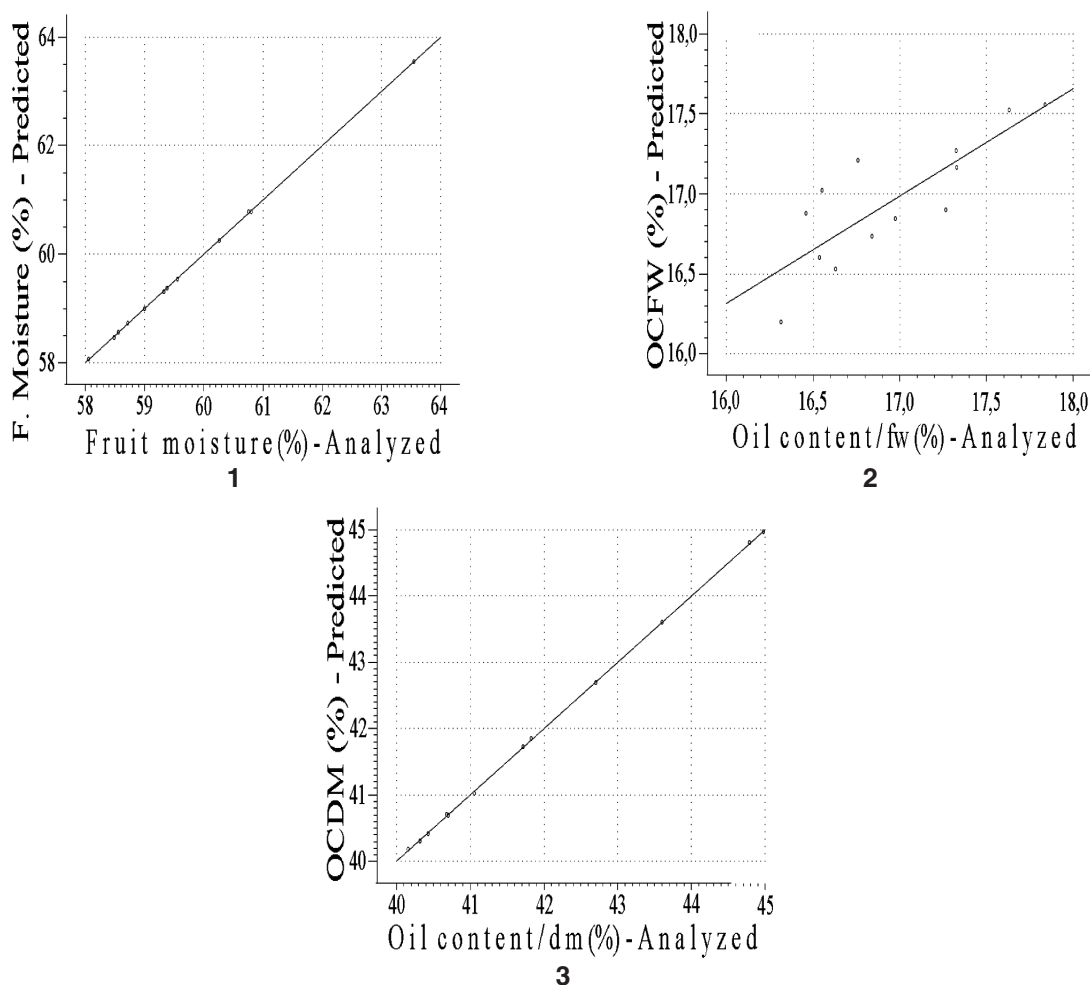 F. Moisture (%) - Predicted
64
62
60
58
58 59 60 61 62 63 64
Fruit moisture(%)-Analyzed
1
OCFW (%) - Predicted
18,0
17,5
17,0
16,5
16,0
16,0 16,5 17,0 17,5 18,0
Oil content/fw(%)-Analyzed
2
OCDM (%) - Predicted
45
44
43
42
41
40
40 41 42 43 44 45
Oil content/dm(%)-Analyzed
3